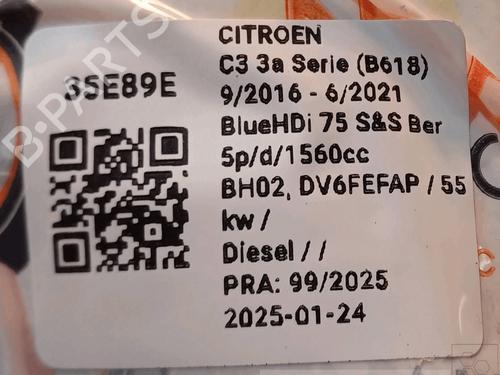 B-PARTS
35E89E
CITROEN
C3 3a Serie (B618)
9/2016 - 6/2021
BlueHDi 75 S&S Ber
5p/d/1560cc
BH02, DV6FEFAP / 55
kw /
Diesel / /
PRA: 99/2025
2025-01-24